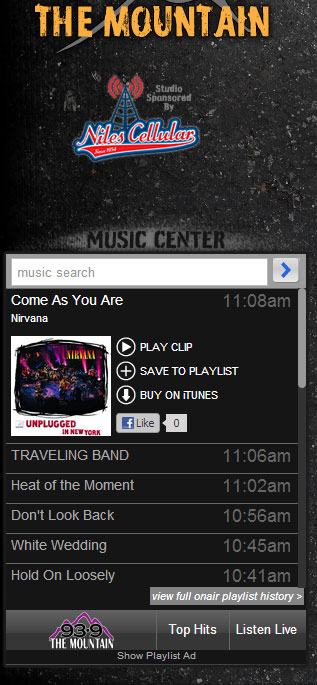 THE MOUNTAIN
Studio
Sponsored
By
Niles Cellular
Since 1954
MUSIC CENTER
music search
Come As You Are 11:08am
Nirvana
NIRVANA
UNPLUGGED
IN NEW YORK
PLAY CLIP
SAVE TO PLAYLIST
BUY ON iTUNES
Like 0
TRAVELING BAND 11:06am
Heat of the Moment 11:02am
Don't Look Back 10:56am
White Wedding 10:45am
Hold On Loosely 10:41am
view full onair playlist history >
93.9
THE MOUNTAIN
Top Hits
Listen Live
Show Playlist Ad